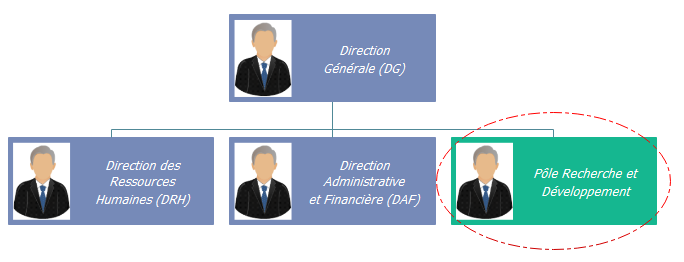 Direction
Générale (DG)
Direction des
Ressources
Humaines (DRH)
Direction
Administrative
et Financière (DAF)
Pôle Recherche et
Développement